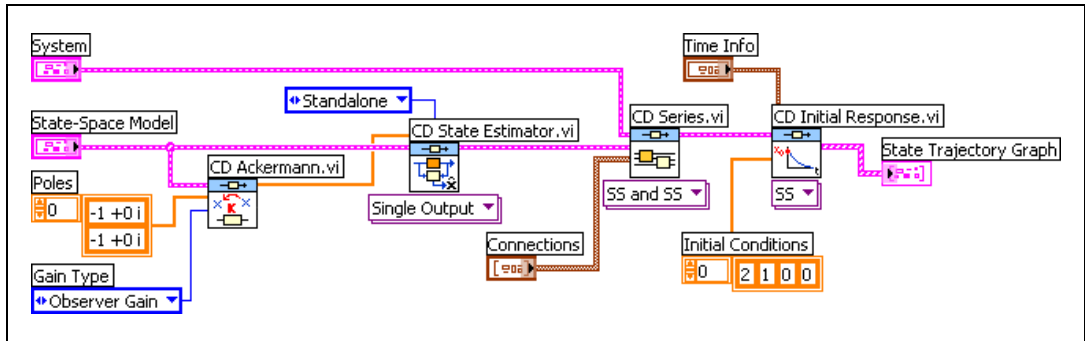 System
Time Info
Standalone
State-Space Model
CD State Estimator.vi
CD Series.vi
CD Initial Response.vi
CD Ackermann.vi
State Trajectory Graph
Poles
0
-1 +0 i
-1 +0 i
K
x̂
x₀
t
Single Output
SS and SS
SS
Connections
Initial Conditions
0
2 1 0 0
Gain Type
Observer Gain